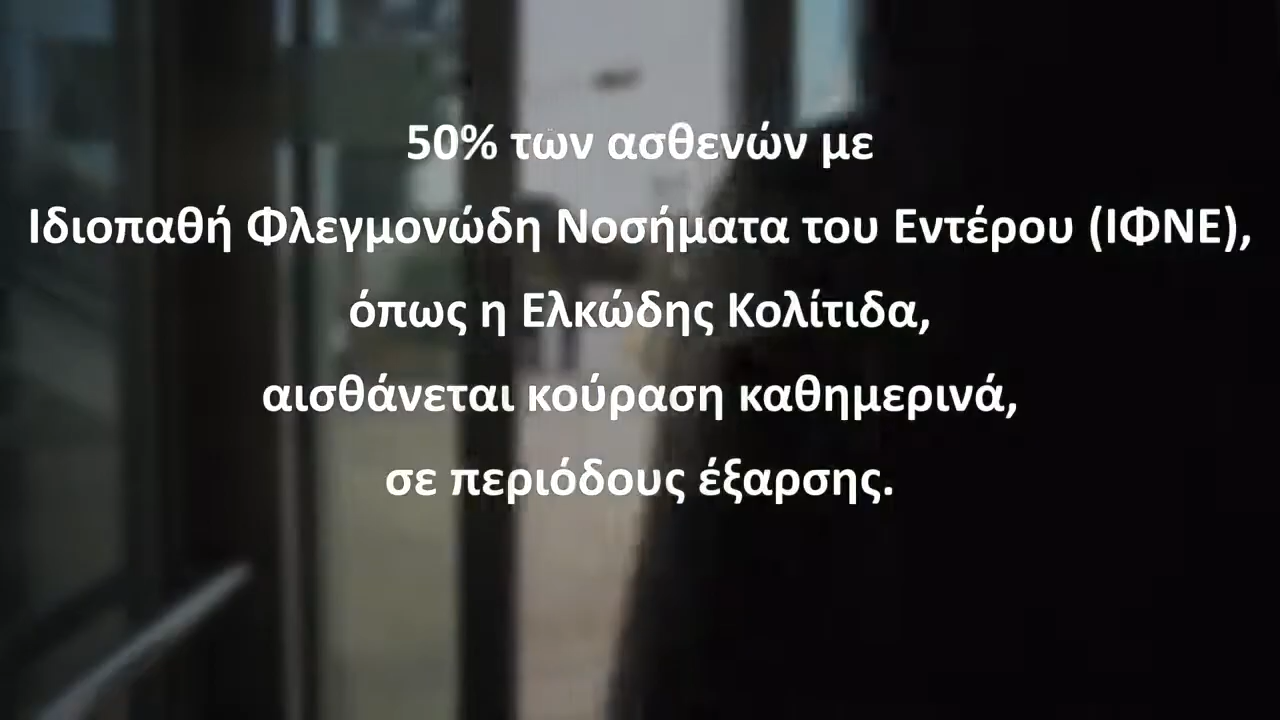 50% των ασθενών με
Ιδιοπαθή Φλεγμονώδη Νοσήματα του Εντέρου (ΙΦΝΕ),
όπως η Ελκώδης Κολίτιδα,
αισθάνεται κούραση καθημερινά,
σε περιόδους έξαρσης.